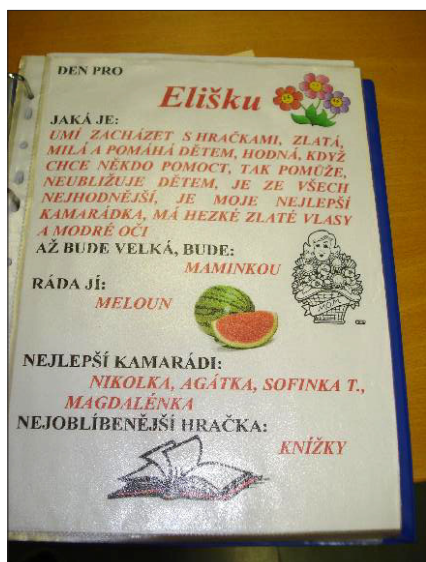 DEN PRO
Elišku
JAKÁ JE:
UMÍ ZACHÁZET S HRAČKAMI, ZLATÁ,
MILÁ A POMÁHÁ DĚTEM, HODNÁ, KDYŽ
CHCE NĚKDO POMOCT, TAK POMŮŽE,
NEUBLIŽUJE DĚTEM, JE ZE VŠECH
NEJHODNĚJŠÍ, JE MOJE NEJLEPŠÍ
KAMARÁDKA, MÁ HEZKÉ ZLATÉ VLASY
A MODRÉ OČI
AŽ BUDE VELKÁ, BUDE:
MAMINKOU
RÁDA JÍ:
MELOUN
NEJLEPŠÍ KAMARÁDI:
NIKOLKA, AGÁTKA, SOFINKA T.,
MAGDALÉNKA
NEJOBLÍBENĚJŠÍ HRAČKA:
KNÍŽKY